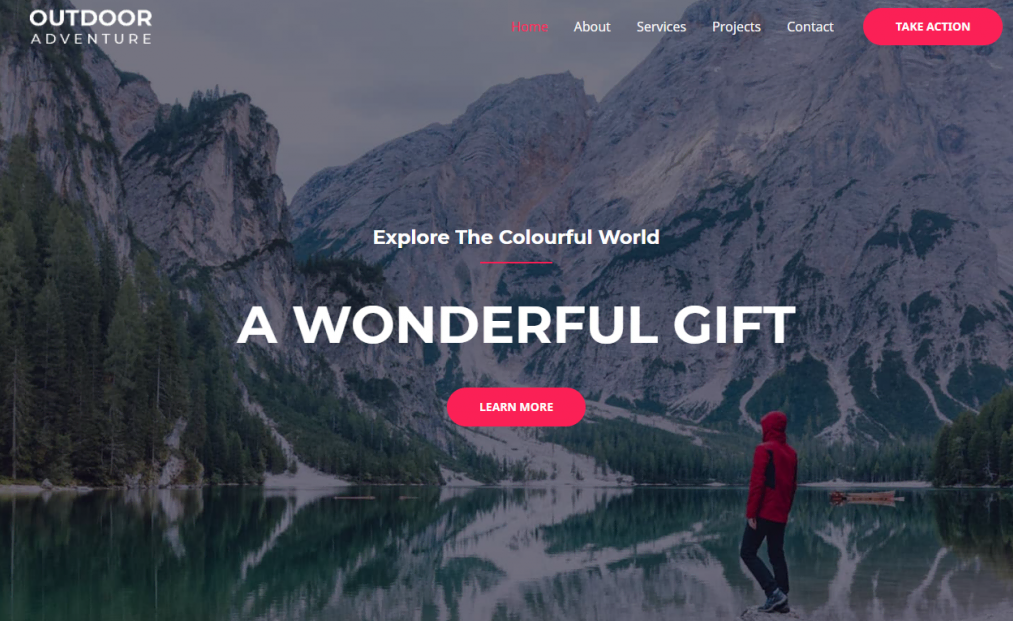 OUTDOOR
ADVENTURE
Home About Services Projects Contact TAKE ACTION
Explore The Colourful World
A WONDERFUL GIFT
LEARN MORE